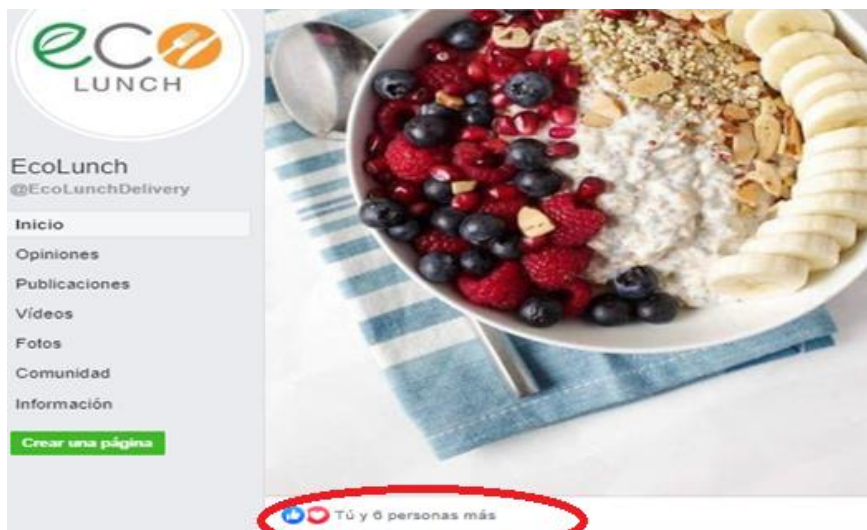 eco
LUNCH
EcoLunch
@EcoLunchDelivery
Inicio
Opiniones
Publicaciones
Vídeos
Fotos
Comunidad
Información
Crear una página
Tú y 6 personas más